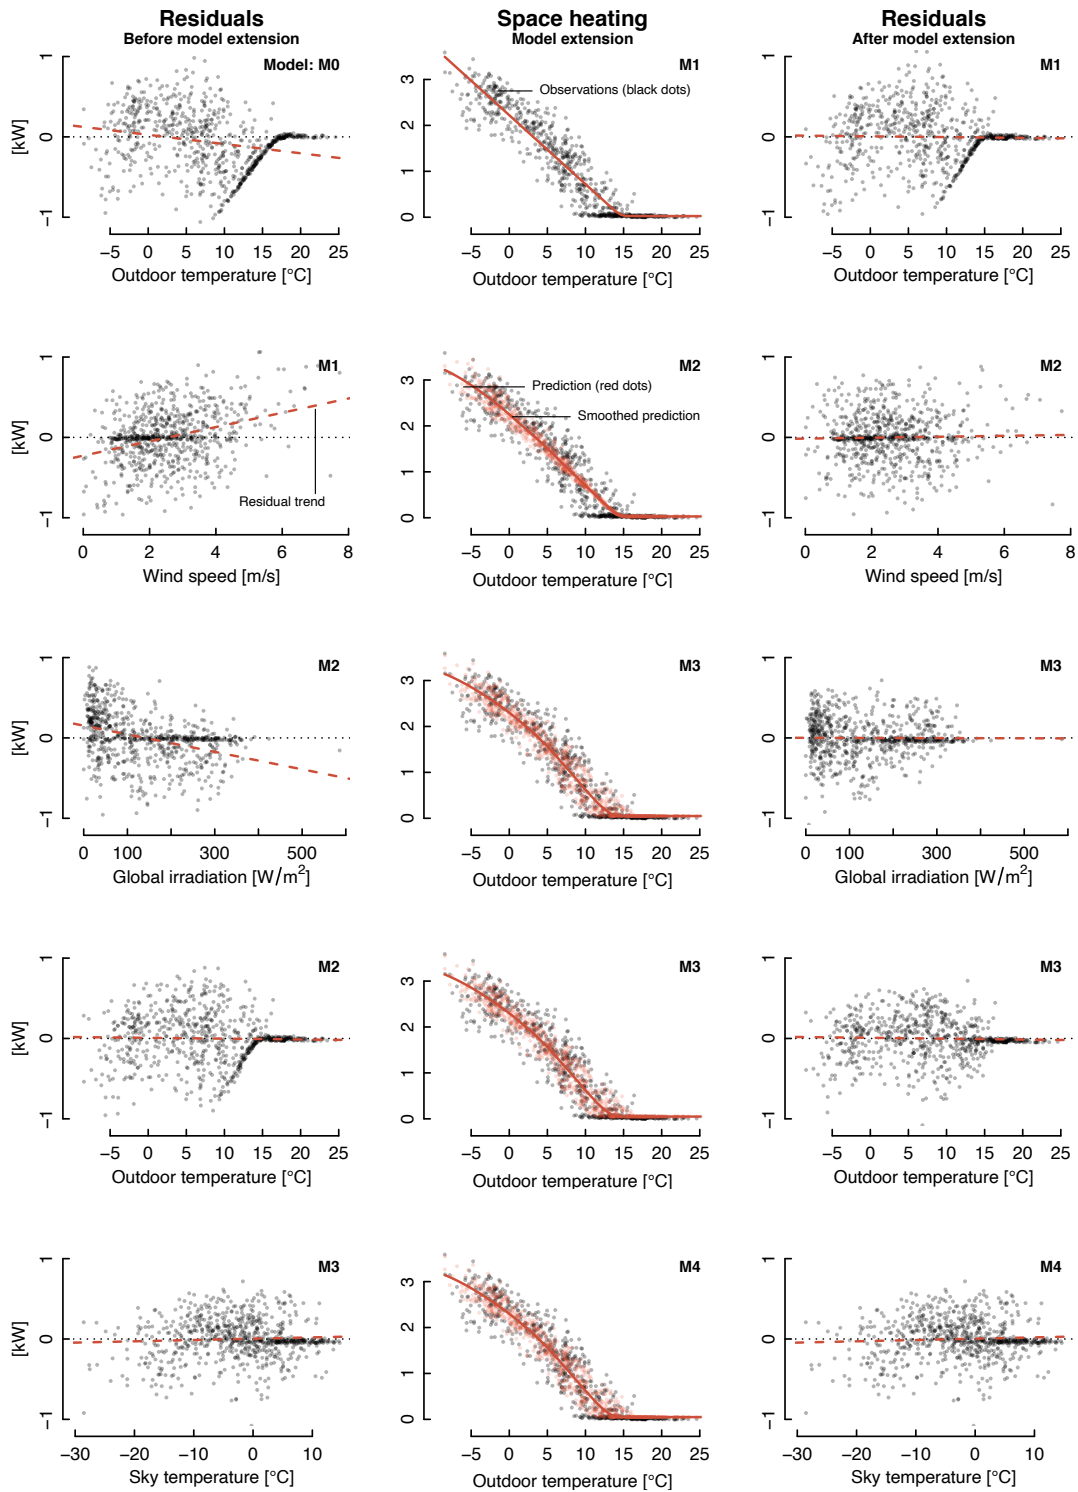 Residuals
Before model extension
Space heating
Model extension
Residuals
After model extension
Model: M0
[kW]
1
0
−1
−5 0 5 10 15 20 25
Outdoor temperature [°C]
M1
Observations (black dots)
3
2
1
0
−5 0 5 10 15 20 25
Outdoor temperature [°C]
M1
1
0
−1
−5 0 5 10 15 20 25
Outdoor temperature [°C]
M1
[kW]
1
0
−1
Residual trend
0 2 4 6 8
Wind speed [m/s]
M2
Prediction (red dots)
Smoothed prediction
3
2
1
0
−5 0 5 10 15 20 25
Outdoor temperature [°C]
M2
1
0
−1
0 2 4 6 8
Wind speed [m/s]
M2
[kW]
1
0
−1
0 100 300 500
Global irradiation [W/m²]
M3
3
2
1
0
−5 0 5 10 15 20 25
Outdoor temperature [°C]
M3
1
0
−1
0 100 300 500
Global irradiation [W/m²]
M2
[kW]
1
0
−1
−5 0 5 10 15 20 25
Outdoor temperature [°C]
M3
3
2
1
0
−5 0 5 10 15 20 25
Outdoor temperature [°C]
M3
1
0
−1
−5 0 5 10 15 20 25
Outdoor temperature [°C]
M3
[kW]
1
0
−1
−30 −20 −10 0 10
Sky temperature [°C]
M4
3
2
1
0
−5 0 5 10 15 20 25
Outdoor temperature [°C]
M4
1
0
−1
−30 −20 −10 0 10
Sky temperature [°C]